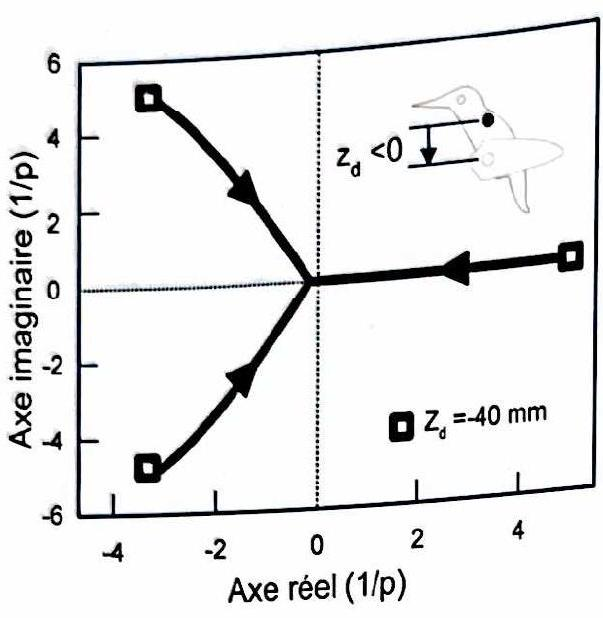 6
4
2
0
-2
-4
-6
Axe imaginaire (1/p)
z_d <0
Z_d =-40 mm
-4 -2 0 2 4
Axe réel (1/p)